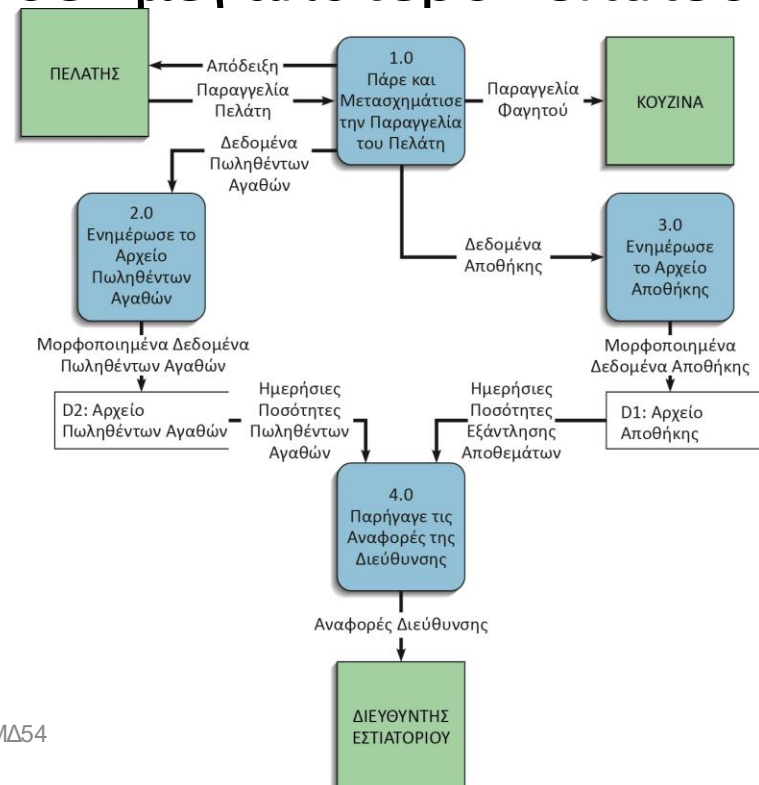 ΠΕΛΑΤΗΣ
Απόδειξη
Παραγγελία
Πελάτη
1.0
Πάρε και
Μετασχημάτισε
την Παραγγελία
του Πελάτη
Παραγγελία
Φαγητού
ΚΟΥΖΙΝΑ
Δεδομένα
Πωληθέντων
Αγαθών
2.0
Ενημέρωσε το
Αρχείο
Πωληθέντων
Αγαθών
Δεδομένα
Αποθήκης
3.0
Ενημέρωσε
το Αρχείο
Αποθήκης
Μορφοποιημένα Δεδομένα
Πωληθέντων Αγαθών
Μορφοποιημένα
Δεδομένα Αποθήκης
D2: Αρχείο
Πωληθέντων Αγαθών
Ημερήσιες
Ποσότητες
Πωληθέντων
Αγαθών
Ημερήσιες
Ποσότητες
Εξάντλησης
Αποθεμάτων
D1: Αρχείο
Αποθήκης
4.0
Παρήγαγε τις
Αναφορές της
Διεύθυνσης
Αναφορές Διεύθυνσης
ΔΙΕΥΘΥΝΤΗΣ
ΕΣΤΙΑΤΟΡΙΟΥ
ΜΔ54